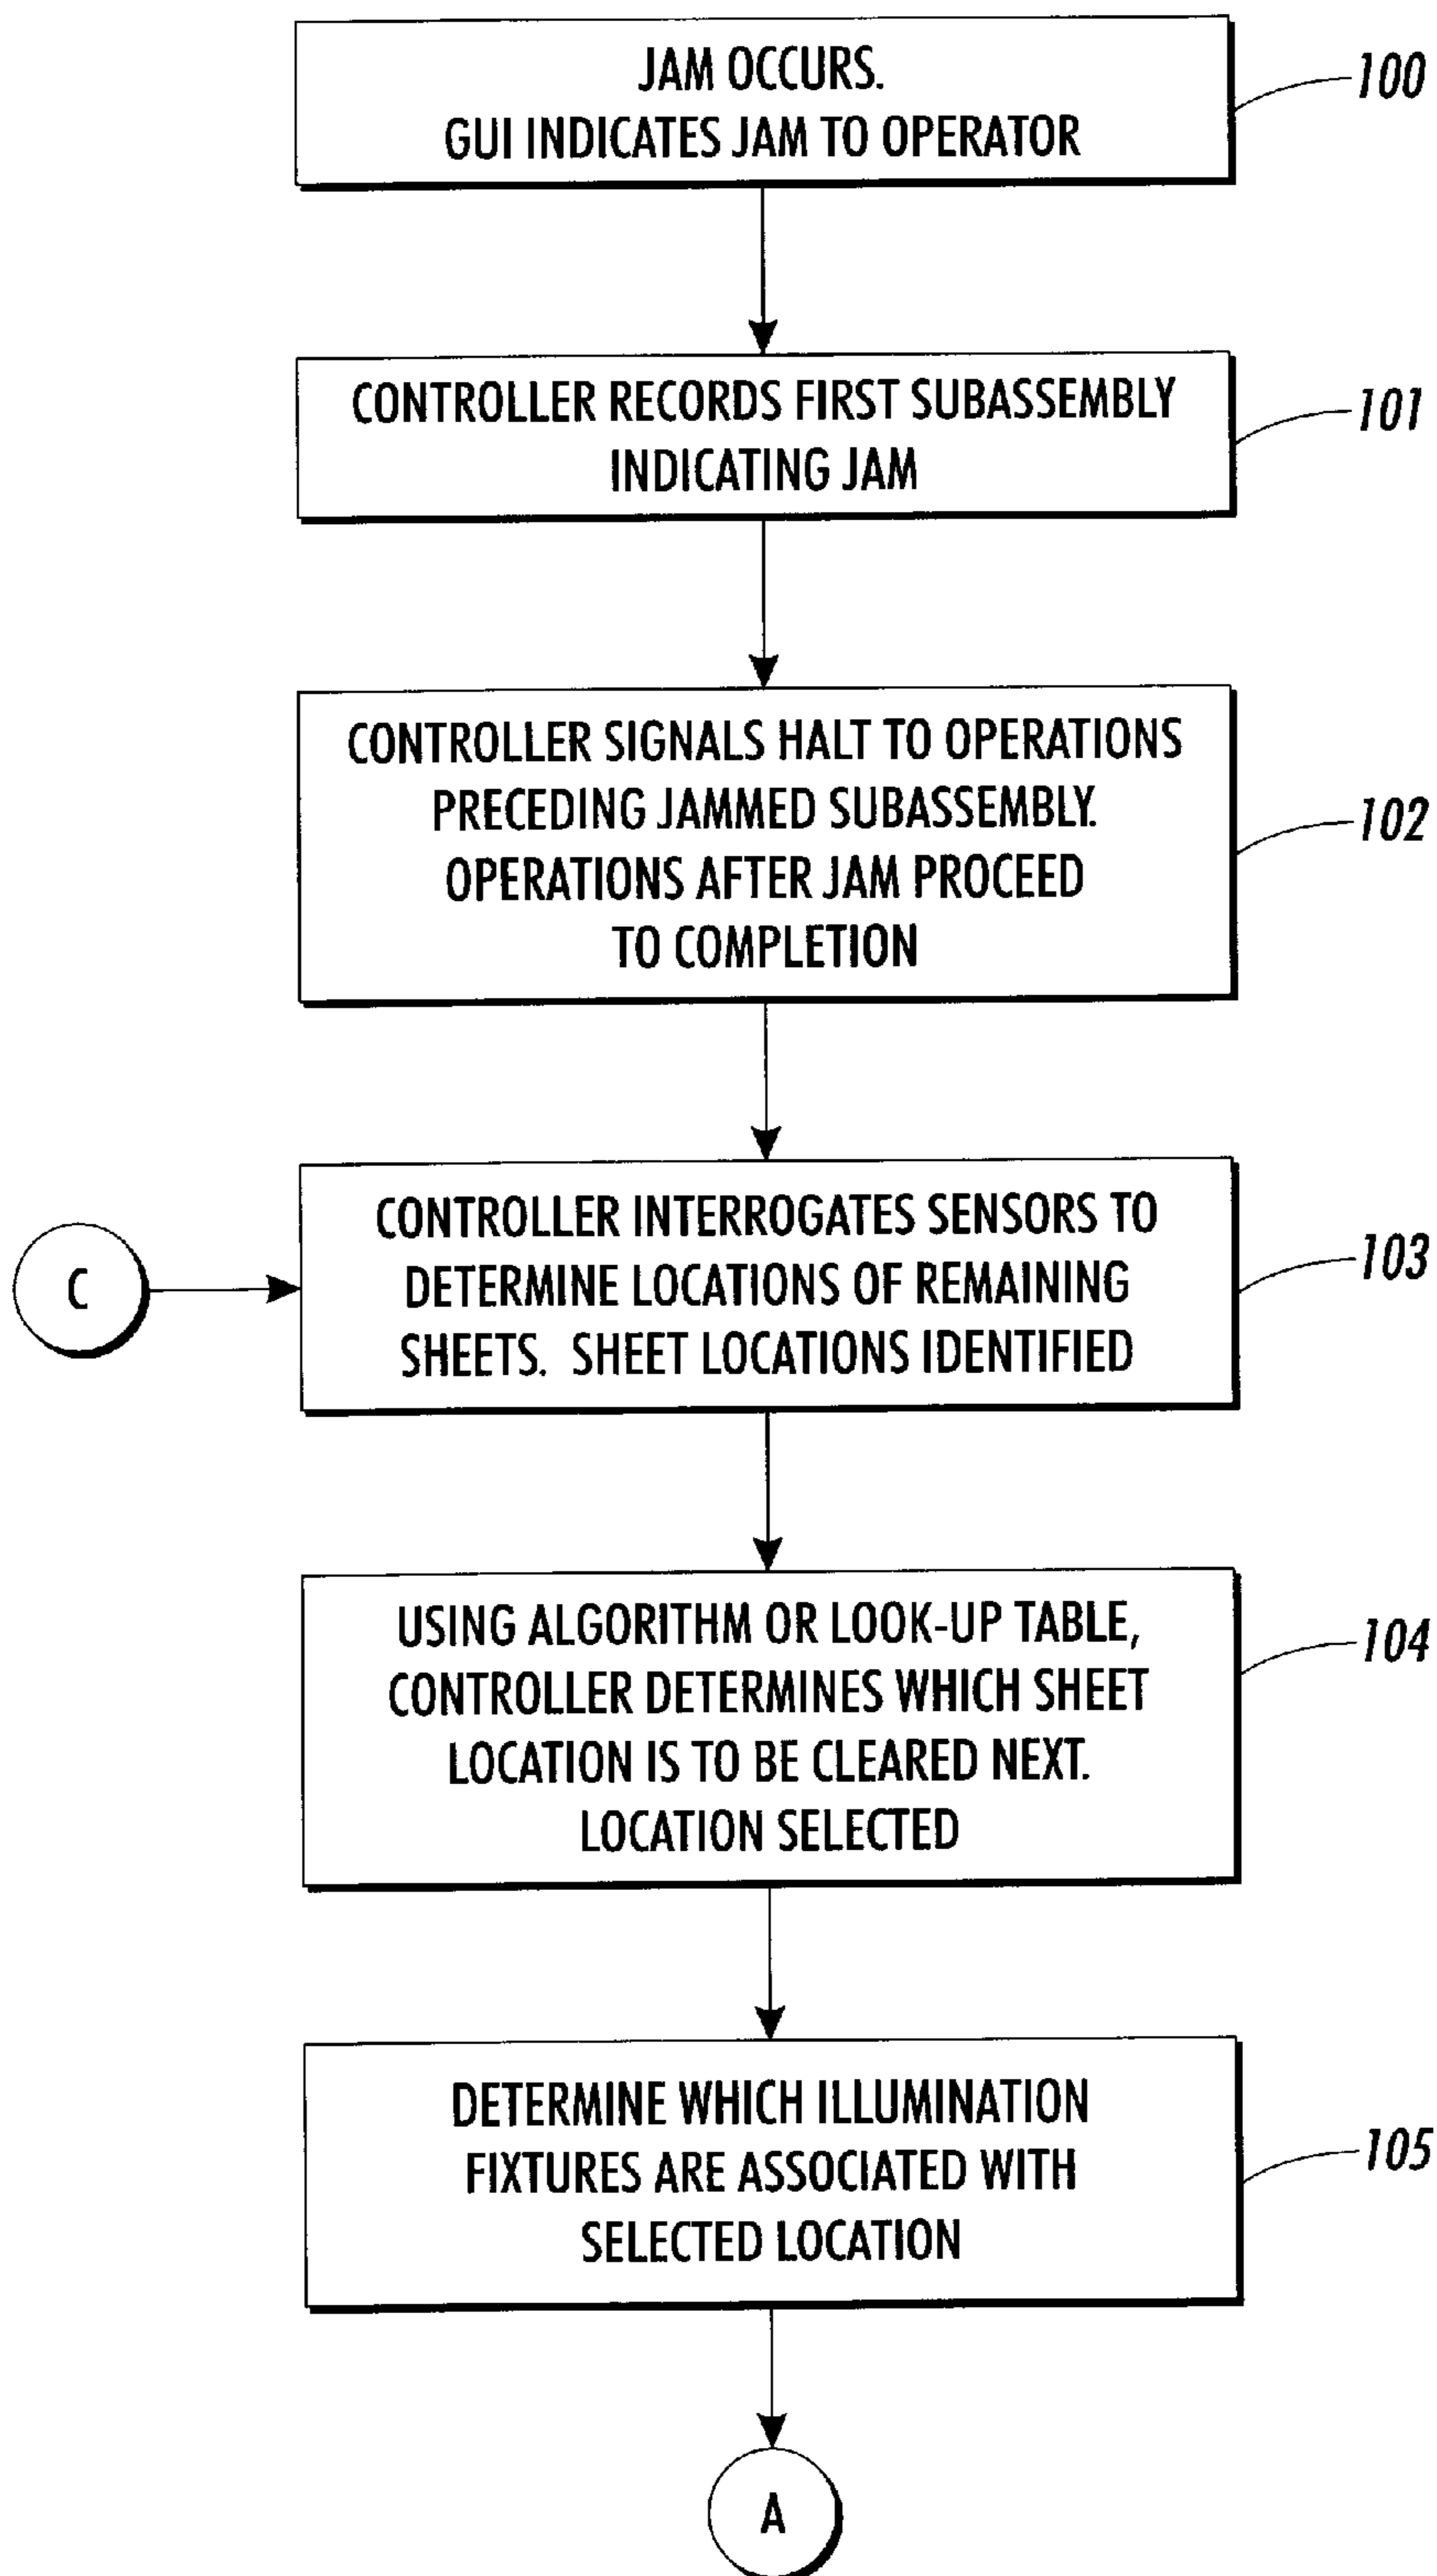 JAM OCCURS.
GUI INDICATES JAM TO OPERATOR
100
CONTROLLER RECORDS FIRST SUBASSEMBLY
INDICATING JAM
101
CONTROLLER SIGNALS HALT TO OPERATIONS
PRECEDING JAMMED SUBASSEMBLY.
OPERATIONS AFTER JAM PROCEED
TO COMPLETION
102
C
CONTROLLER INTERROGATES SENSORS TO
DETERMINE LOCATIONS OF REMAINING
SHEETS. SHEET LOCATIONS IDENTIFIED
103
USING ALGORITHM OR LOOK-UP TABLE,
CONTROLLER DETERMINES WHICH SHEET
LOCATION IS TO BE CLEARED NEXT.
LOCATION SELECTED
104
DETERMINE WHICH ILLUMINATION
FIXTURES ARE ASSOCIATED WITH
SELECTED LOCATION
105
A